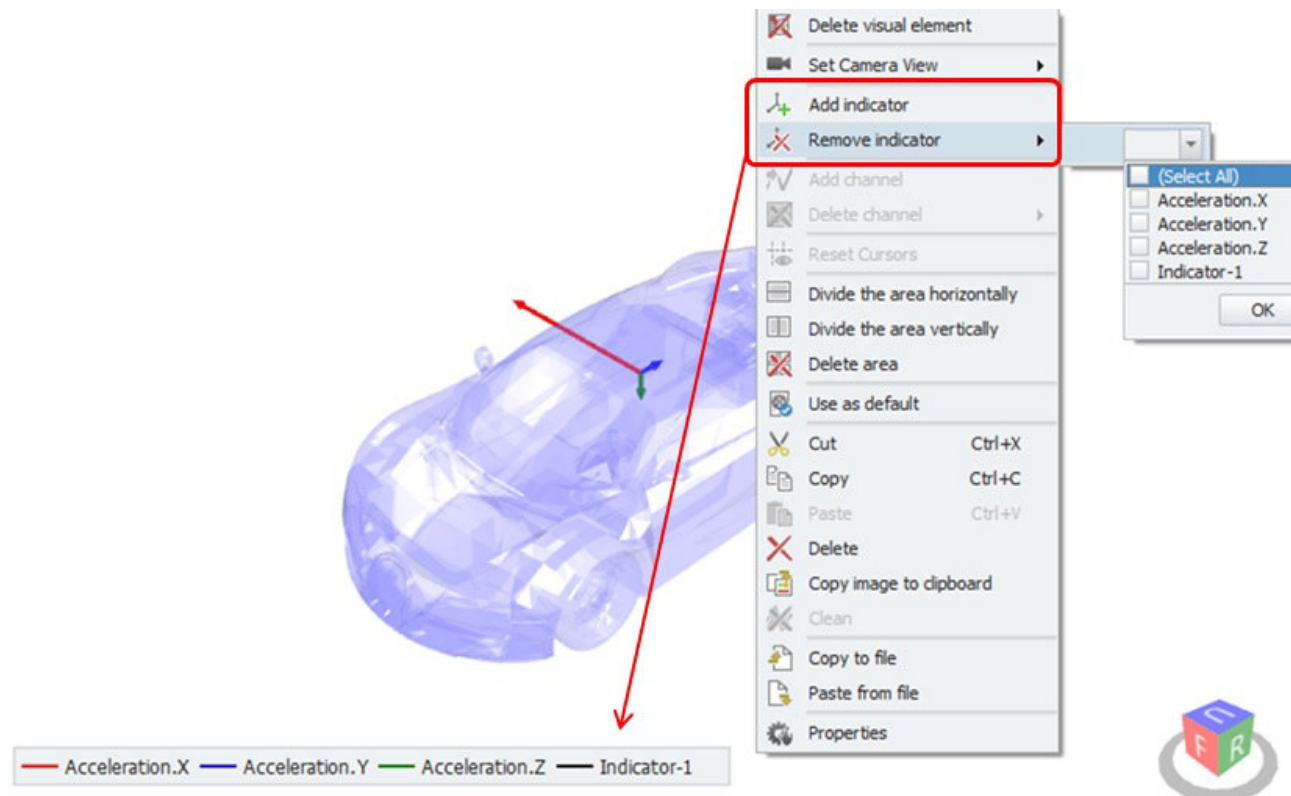 Delete visual element
Set Camera View
Add indicator
Remove indicator
Add channel
Delete channel
Reset Cursors
Divide the area horizontally
Divide the area vertically
Delete area
Use as default
Cut Ctrl+X
Copy Ctrl+C
Paste Ctrl+V
Delete
Copy image to clipboard
Clean
Copy to file
Paste from file
Properties
(Select All)
Acceleration.X
Acceleration.Y
Acceleration.Z
Indicator-1
OK
Acceleration.X Acceleration.Y Acceleration.Z Indicator-1
F R